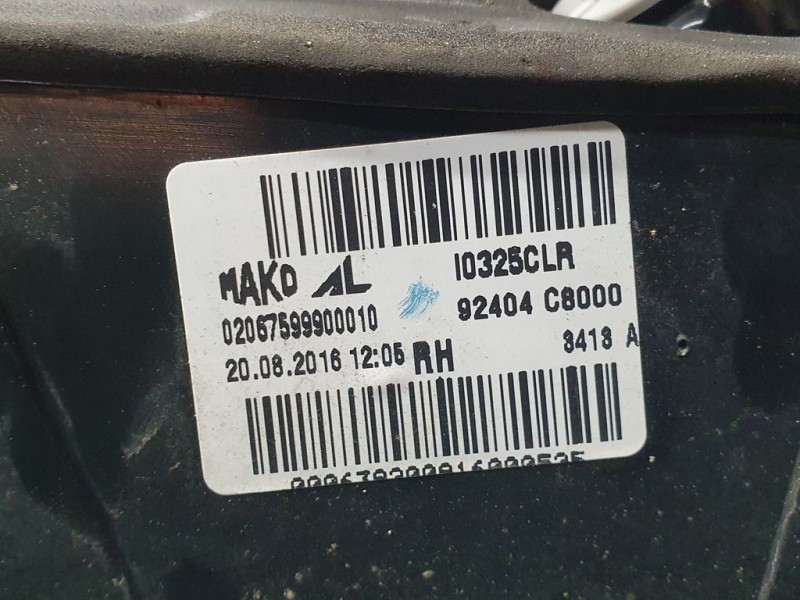 MAKO AL
I0325CLR
02067599900010
92404 C8000
20.08.2016 12:05 RH
3413 A